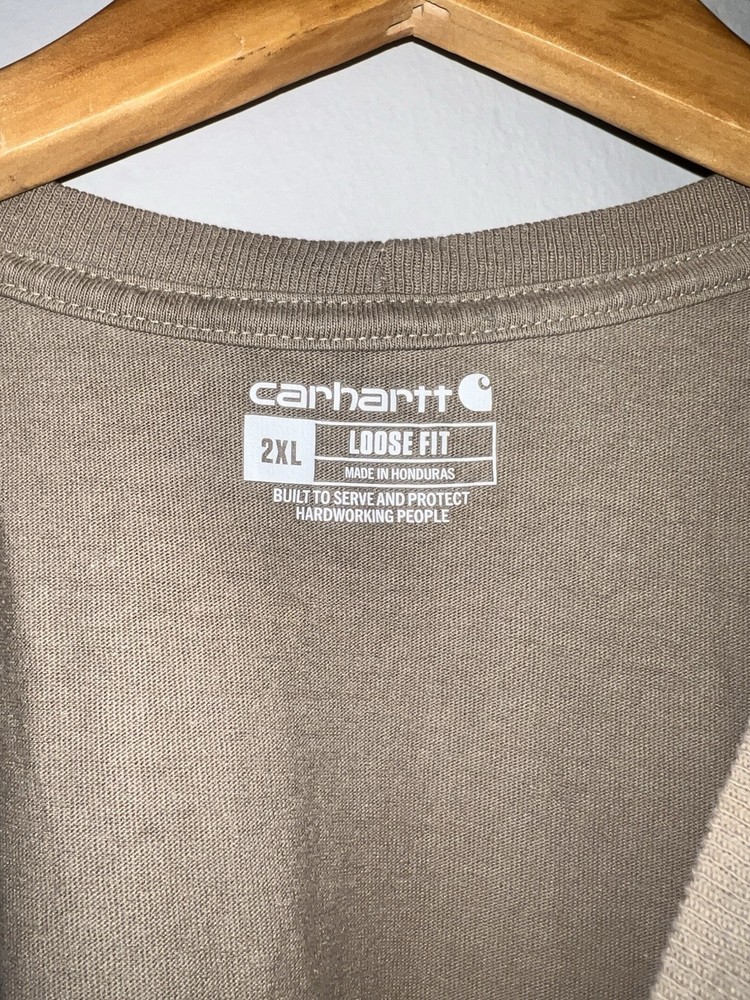 carhartt
2XL
LOOSE FIT
MADE IN HONDURAS
BUILT TO SERVE AND PROTECT
HARDWORKING PEOPLE